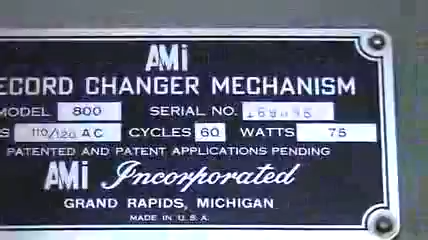 AMi
ECORD CHANGER MECHANISM
MODEL 800 SERIAL NO.
S 110/120 AC CYCLES 60 WATTS 75
PATENTED AND PATENT APPLICATIONS PENDING
AMi Incorporated
GRAND RAPIDS, MICHIGAN
MADE IN U.S.A.